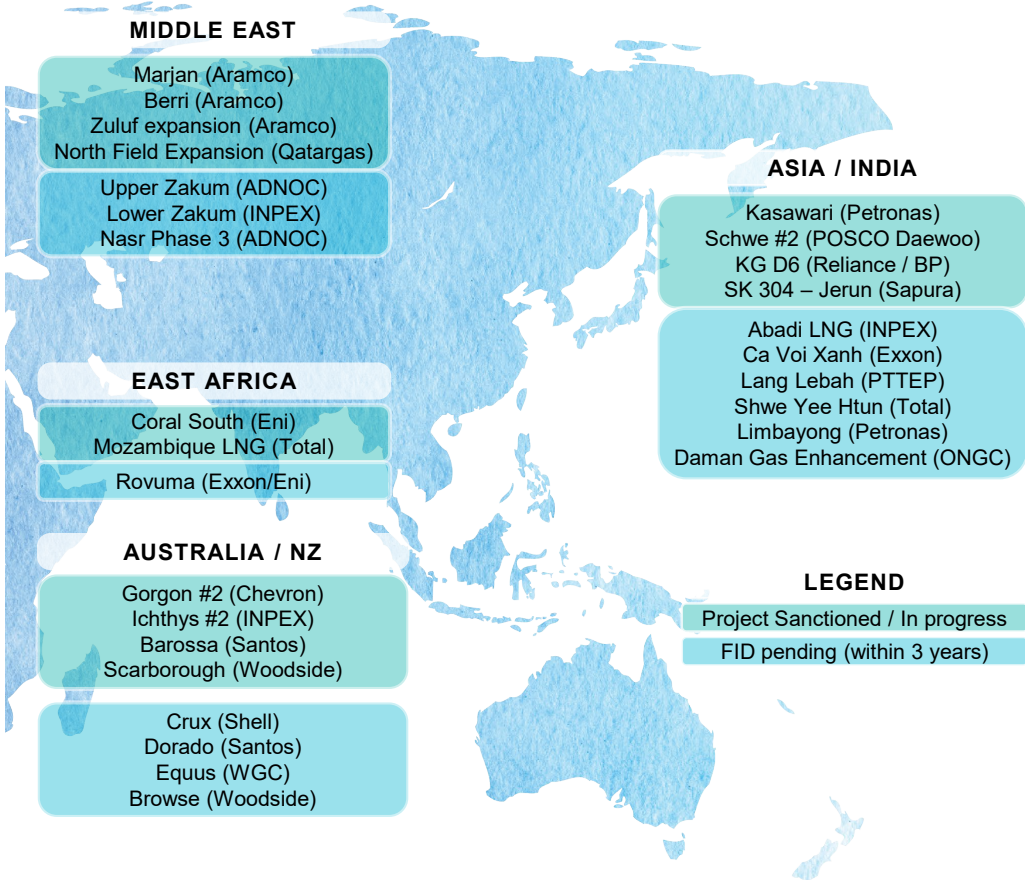 MIDDLE EAST
Marjan (Aramco)
Berri (Aramco)
Zuluf expansion (Aramco)
North Field Expansion (Qatargas)
Upper Zakum (ADNOC)
Lower Zakum (INPEX)
Nasr Phase 3 (ADNOC)
ASIA / INDIA
Kasawari (Petronas)
Schwe #2 (POSCO Daewoo)
KG D6 (Reliance / BP)
SK 304 – Jerun (Sapura)
Abadi LNG (INPEX)
Ca Voi Xanh (Exxon)
Lang Lebah (PTTEP)
Shwe Yee Htun (Total)
Limbayong (Petronas)
Daman Gas Enhancement (ONGC)
EAST AFRICA
Coral South (Eni)
Mozambique LNG (Total)
Rovuma (Exxon/Eni)
AUSTRALIA / NZ
Gorgon #2 (Chevron)
Ichthys #2 (INPEX)
Barossa (Santos)
Scarborough (Woodside)
Crux (Shell)
Dorado (Santos)
Equus (WGC)
Browse (Woodside)
LEGEND
Project Sanctioned / In progress
FID pending (within 3 years)